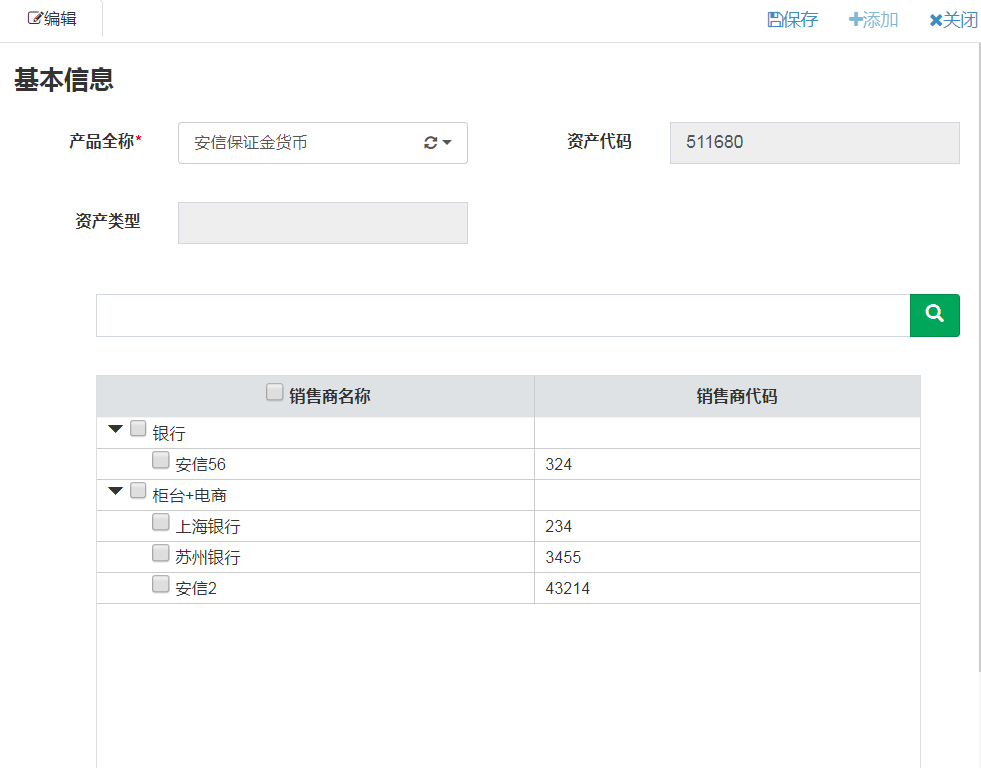 编辑 保存 添加 关闭
基本信息
产品全称* 安信保证金货币 资产代码 511680
资产类型
销售商名称 销售商代码
银行
安信56 324
柜台+电商
上海银行 234
苏州银行 3455
安信2 43214